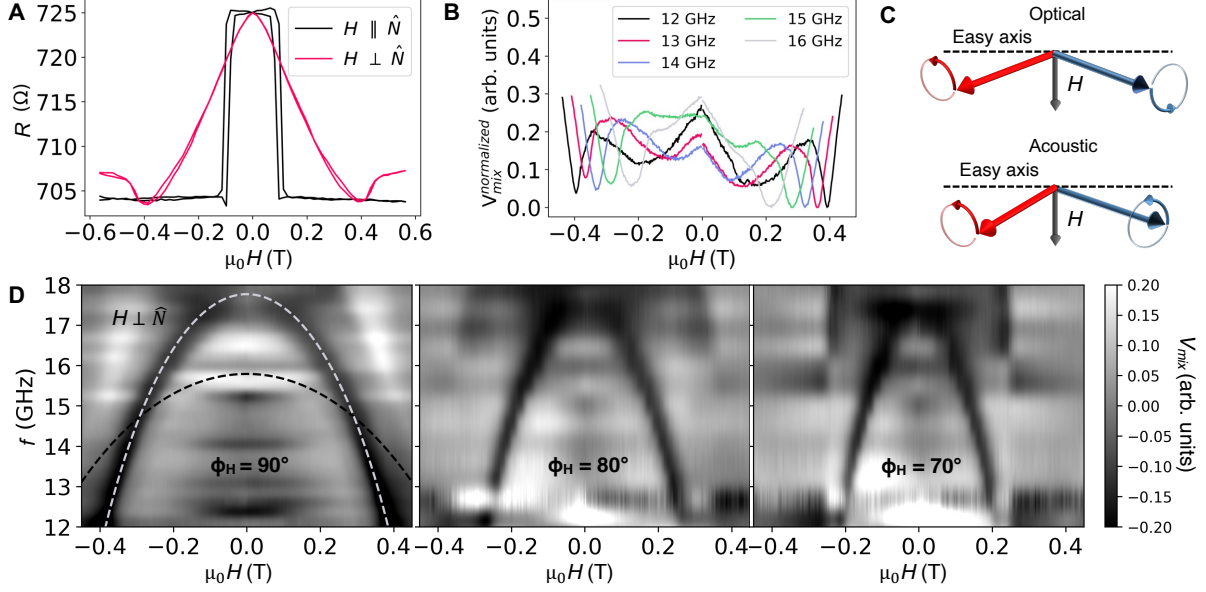 A
R (Ω)
725
720
715
710
705
H ∥ N̂
H ⊥ N̂
−0.6 −0.4 −0.2 0.0 0.2 0.4 0.6
μ₀H (T)
B
V_mix^normalized (arb. units)
0.5
0.4
0.3
0.2
0.1
0.0
12 GHz
13 GHz
14 GHz
15 GHz
16 GHz
−0.4 −0.2 0.0 0.2 0.4
μ₀H (T)
C
Optical
Easy axis
H
Acoustic
Easy axis
H
D
f (GHz)
18
17
16
15
14
13
12
H ⊥ N̂
ϕ_H = 90°
−0.4 −0.2 0.0 0.2 0.4
μ₀H (T)
ϕ_H = 80°
−0.4 −0.2 0.0 0.2 0.4
μ₀H (T)
ϕ_H = 70°
−0.4 −0.2 0.0 0.2 0.4
μ₀H (T)
0.20
0.15
0.10
0.05
0.00
−0.05
−0.10
−0.15
−0.20
V_mix (arb. units)